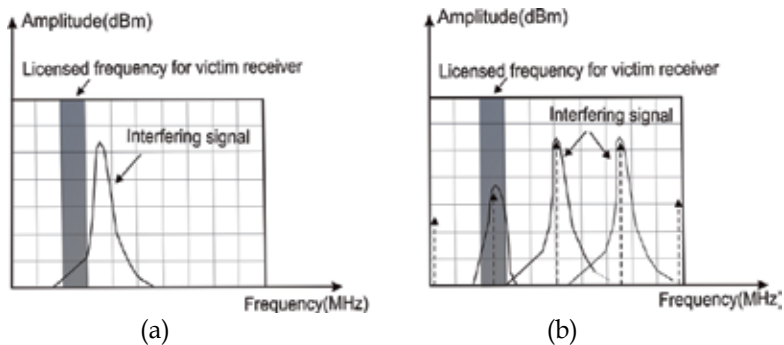 Amplitude(dBm)
Licensed frequency for victim receiver
Interfering signal
Frequency(MHz)
(a)
Amplitude(dBm)
Licensed frequency for victim receiver
Interfering signal
Frequency(MHz)
(b)